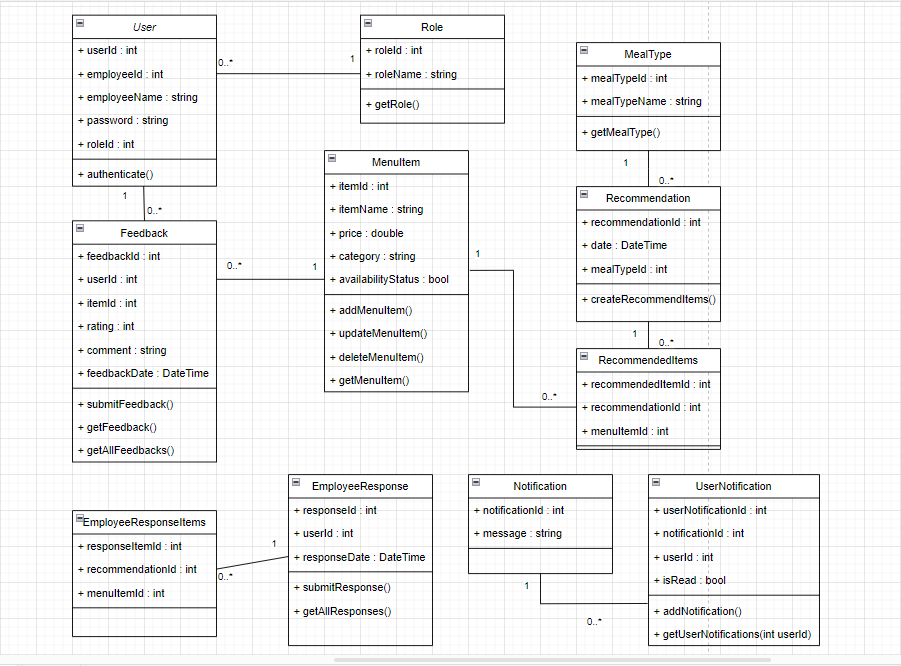 User
+ userId : int
+ employeeId : int
+ employeeName : string
+ password : string
+ roleId : int
+ authenticate()
0..*
1
Role
+ roleId : int
+ roleName : string
+ getRole()
MealType
+ mealTypeId : int
+ mealTypeName : string
+ getMealType()
1
0..*
1
0..*
Feedback
+ feedbackId : int
+ userId : int
+ itemId : int
+ rating : int
+ comment : string
+ feedbackDate : DateTime
+ submitFeedback()
+ getFeedback()
+ getAllFeedbacks()
0..*
1
MenuItem
+ itemId : int
+ itemName : string
+ price : double
+ category : string
+ availabilityStatus : bool
+ addMenuItem()
+ updateMenuItem()
+ deleteMenuItem()
+ getMenuItem()
1
0..*
Recommendation
+ recommendationId : int
+ date : DateTime
+ mealTypeId : int
+ createRecommendItems()
1
0..*
RecommendedItems
+ recommendedItemId : int
+ recommendationId : int
+ menuItemId : int
EmployeeResponseItems
+ responseItemId : int
+ recommendationId : int
+ menuItemId : int
1
0..*
EmployeeResponse
+ responseId : int
+ userId : int
+ responseDate : DateTime
+ submitResponse()
+ getAllResponses()
Notification
+ notificationId : int
+ message : string
1
0..*
UserNotification
+ userNotificationId : int
+ notificationId : int
+ userId : int
+ isRead : bool
+ addNotification()
+ getUserNotifications(int userId)